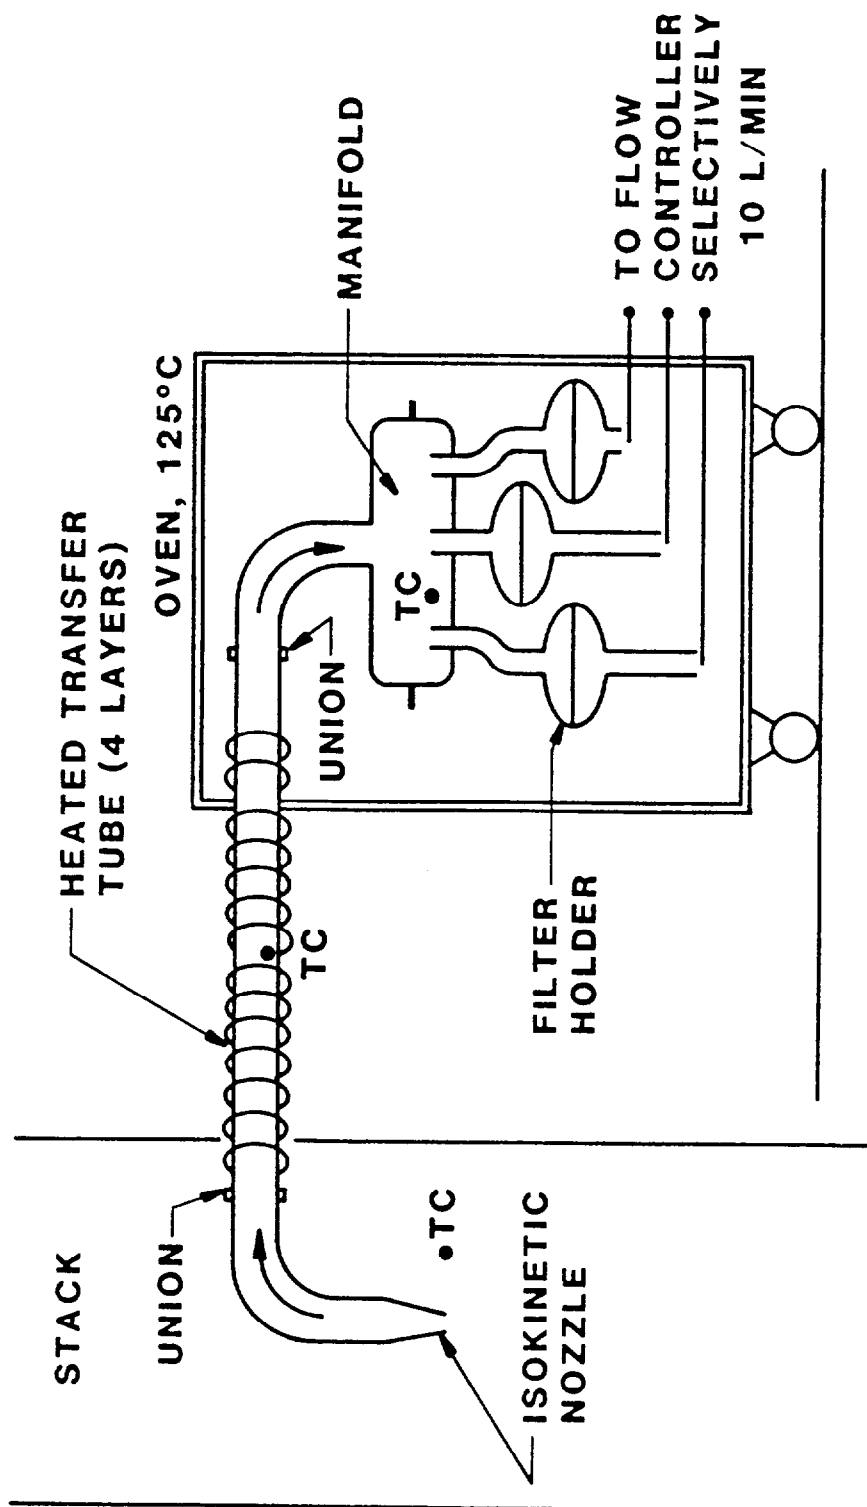 STACK
UNION
HEATED TRANSFER
TUBE (4 LAYERS)
OVEN, 125°C
MANIFOLD
UNION
TC
TC
TC
ISOKINETIC
NOZZLE
FILTER
HOLDER
TO FLOW
CONTROLLER
SELECTIVELY
10 L/MIN